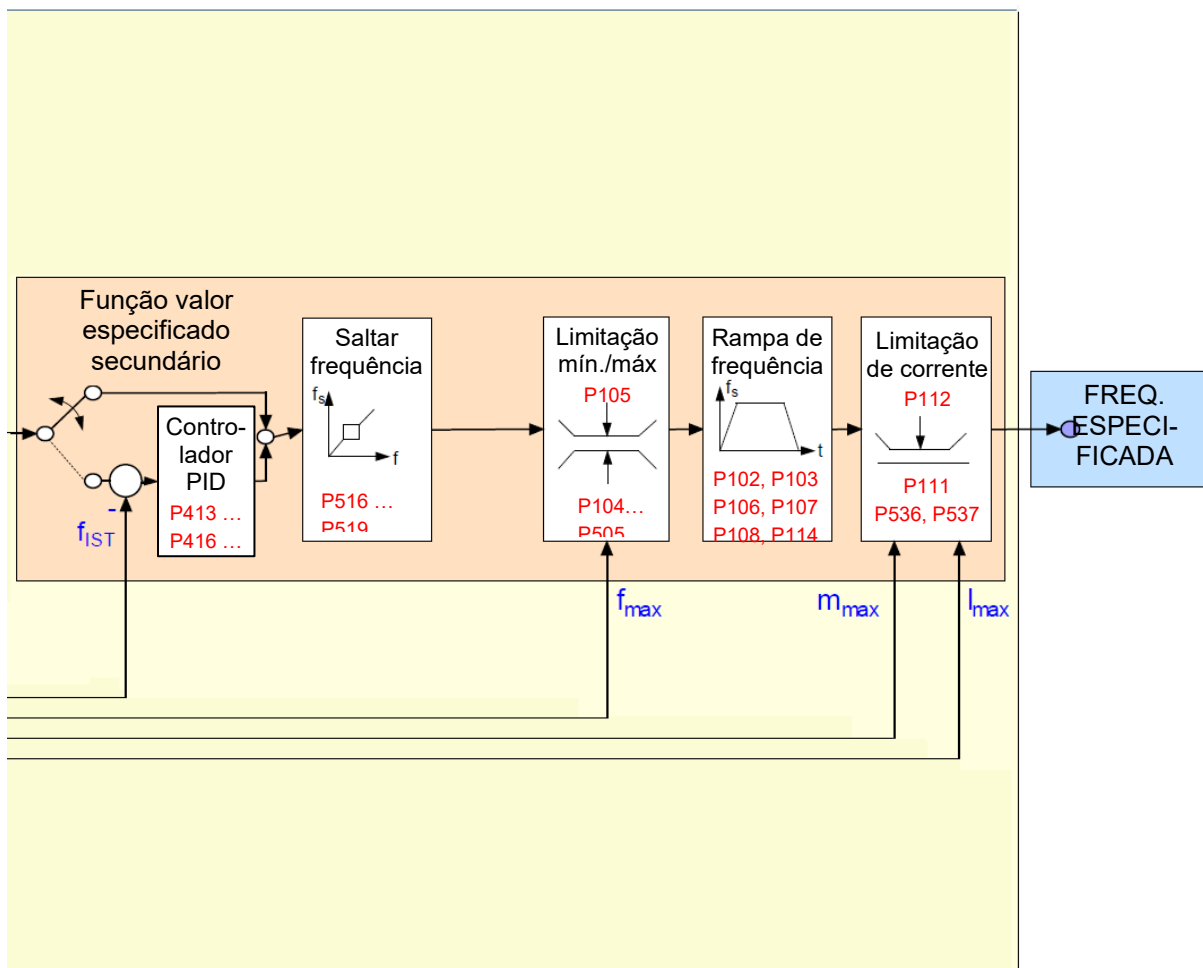 Função valor
especificado
secundário
Contro-
lador
PID
P413 …
P416 …
-
fIST
Saltar
frequência
fs
f
P516 …
P519
Limitação
mín./máx
P105
P104…
P505
Rampa de
frequência
fs
t
P102, P103
P106, P107
P108, P114
Limitação
de corrente
P112
P111
P536, P537
fmax
mmax
Imax
FREQ.
ESPECI-
FICADA